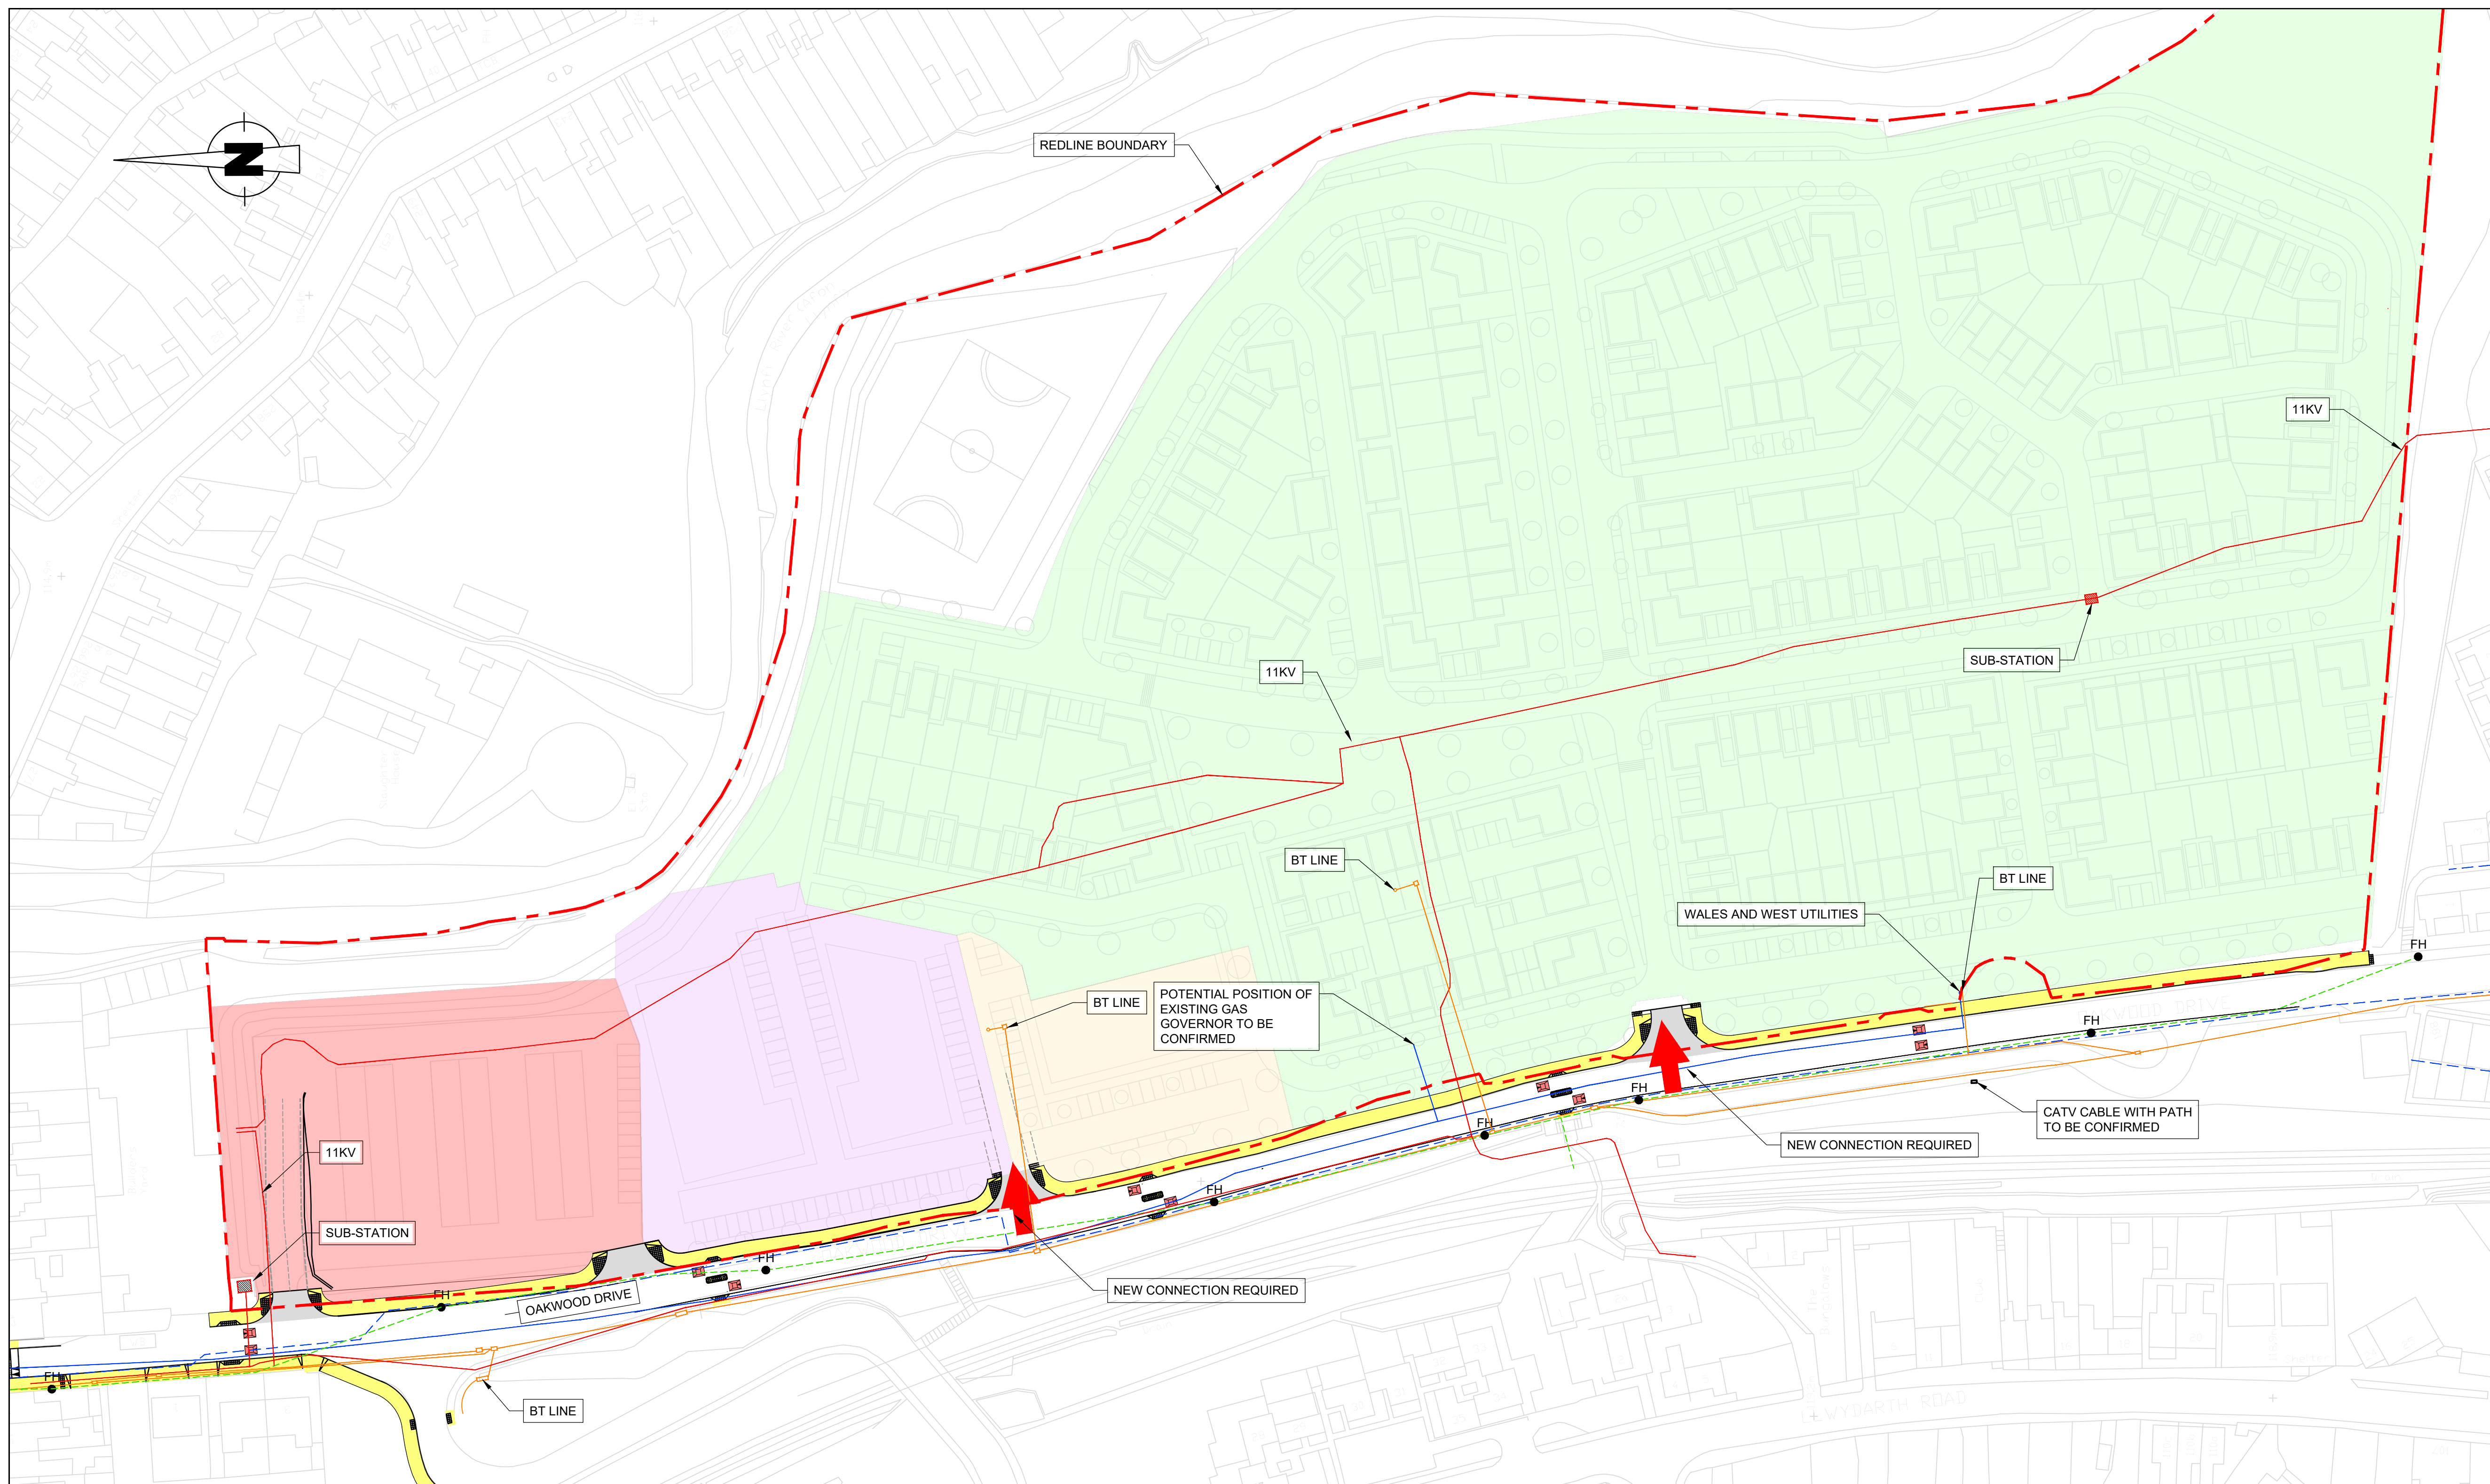 N
REDLINE BOUNDARY
11KV
SUB-STATION
11KV
BT LINE
BT LINE
WALES AND WEST UTILITIES
FH
BT LINE
POTENTIAL POSITION OF
EXISTING GAS
GOVERNOR TO BE
CONFIRMED
FH
FH
CATV CABLE WITH PATH
TO BE CONFIRMED
FH
NEW CONNECTION REQUIRED
11KV
FH
SUB-STATION
FH
NEW CONNECTION REQUIRED
FH
OAKWOOD DRIVE
FH
BT LINE